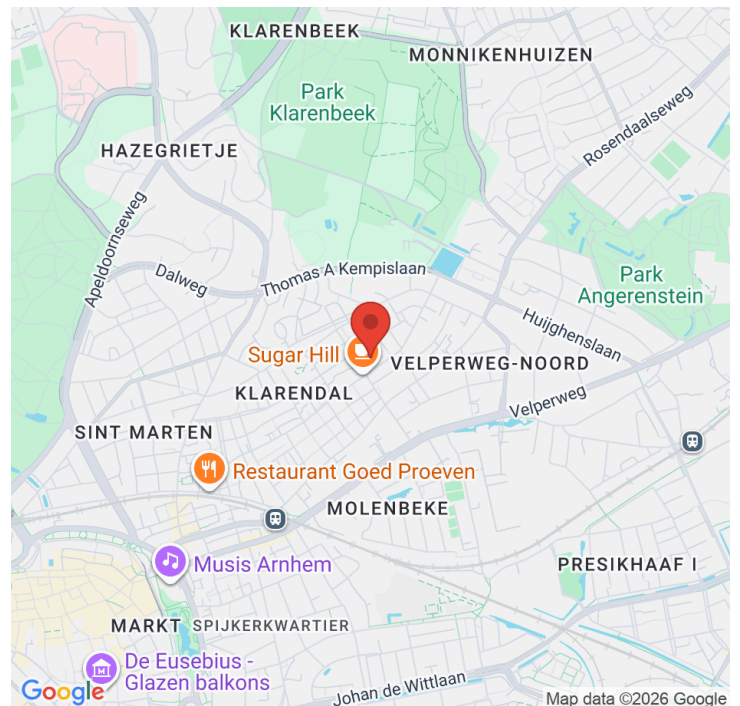 KLARENBEEK
MONNIKENHUIZEN
Park
Klarenbeek
Rosendaalseweg
HAZEGRIETJE
Apeldoornseweg
Dalweg
Thomas A Kempislaan
Park
Angerenstein
Huijghenslaan
Sugar Hill
VELPERWEG-NOORD
KLARENDAL
Velperweg
SINT MARTEN
Restaurant Goed Proeven
MOLENBEKE
Musis Arnhem
PRESIKHAAF I
MARKT
SPIJKERKWARTIER
De Eusebius -
Glazen balkons
Johan de Wittlaan
Google
Map data ©2026 Google